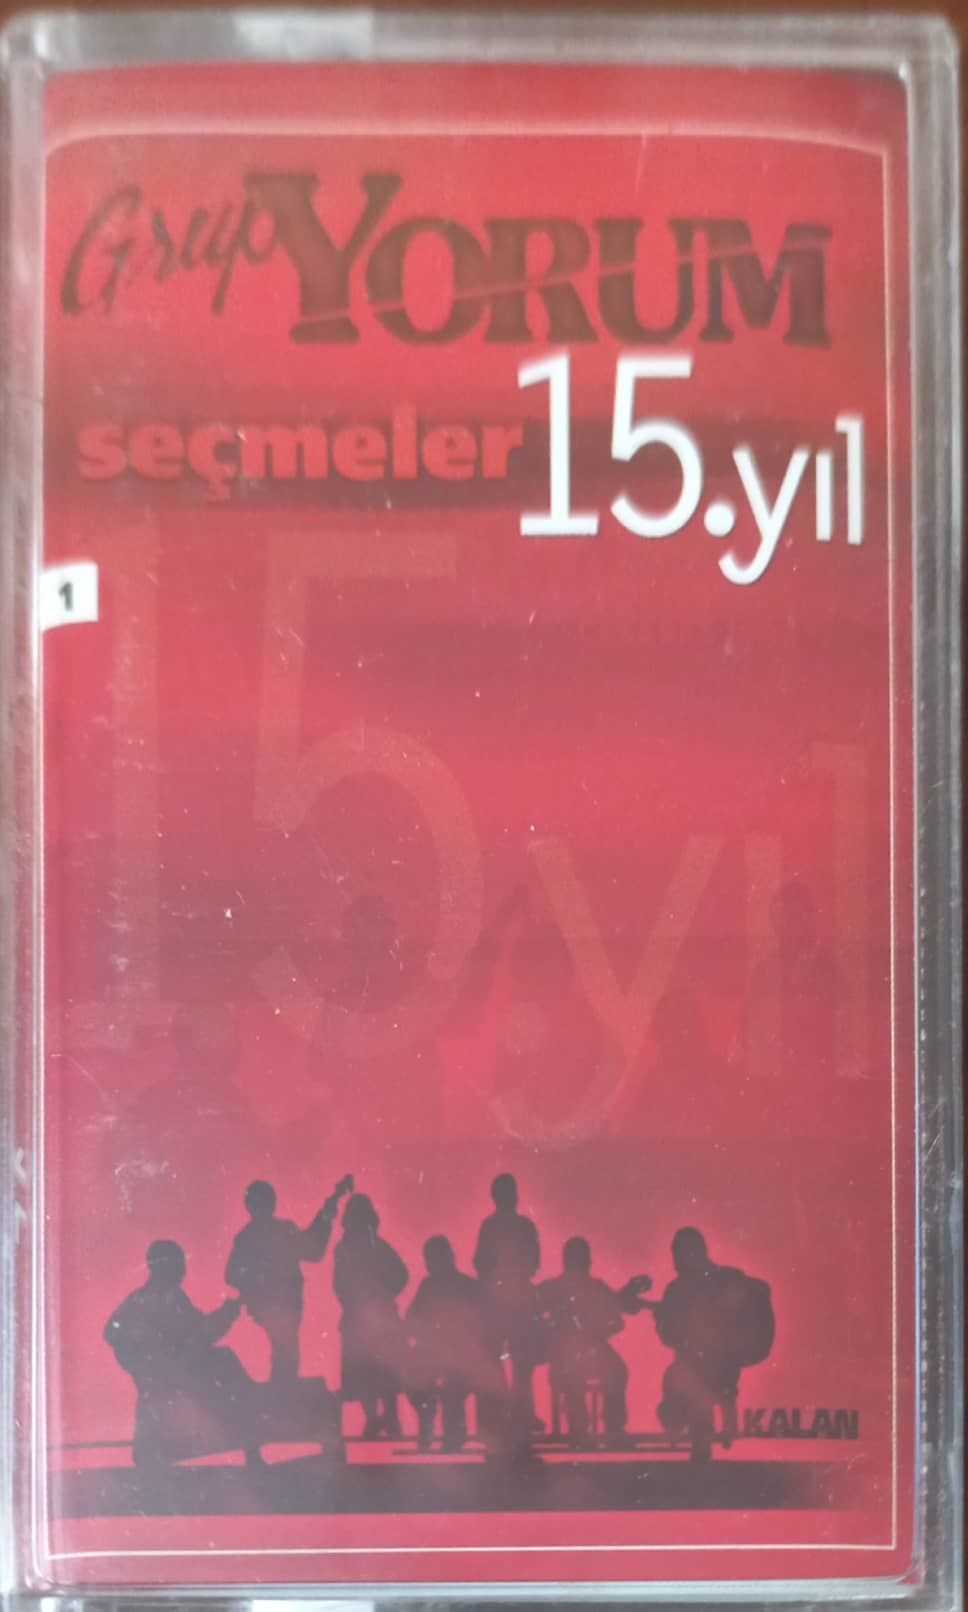 Grup YORUM
seçmeler 15.yıl
1
15.yıl
KALAN